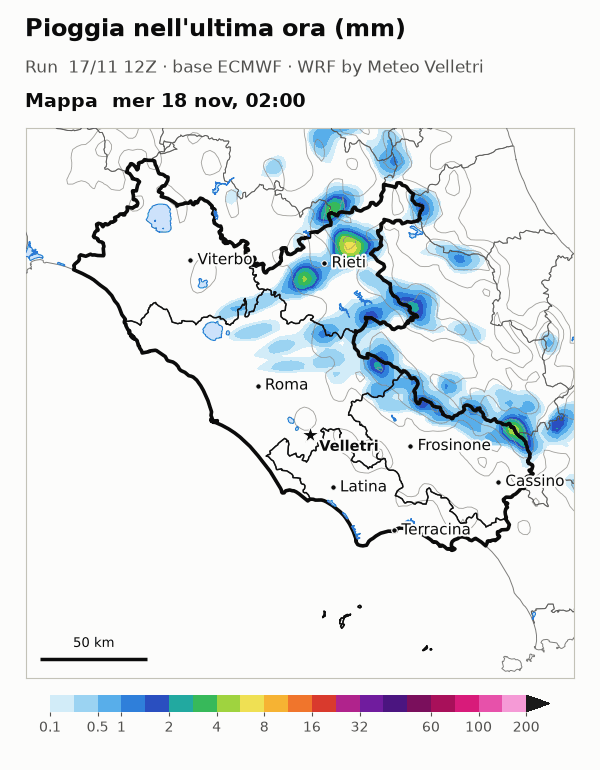 Pioggia nell'ultima ora (mm)
Run  17/11 12Z · base ECMWF · WRF by Meteo Velletri
Mappa  mer 18 nov, 02:00
Viterbo
Rieti
Roma
Velletri
Frosinone
Cassino
Latina
Terracina
50 km
0.1 0.5 1 2 4 8 16 32 60 100 200